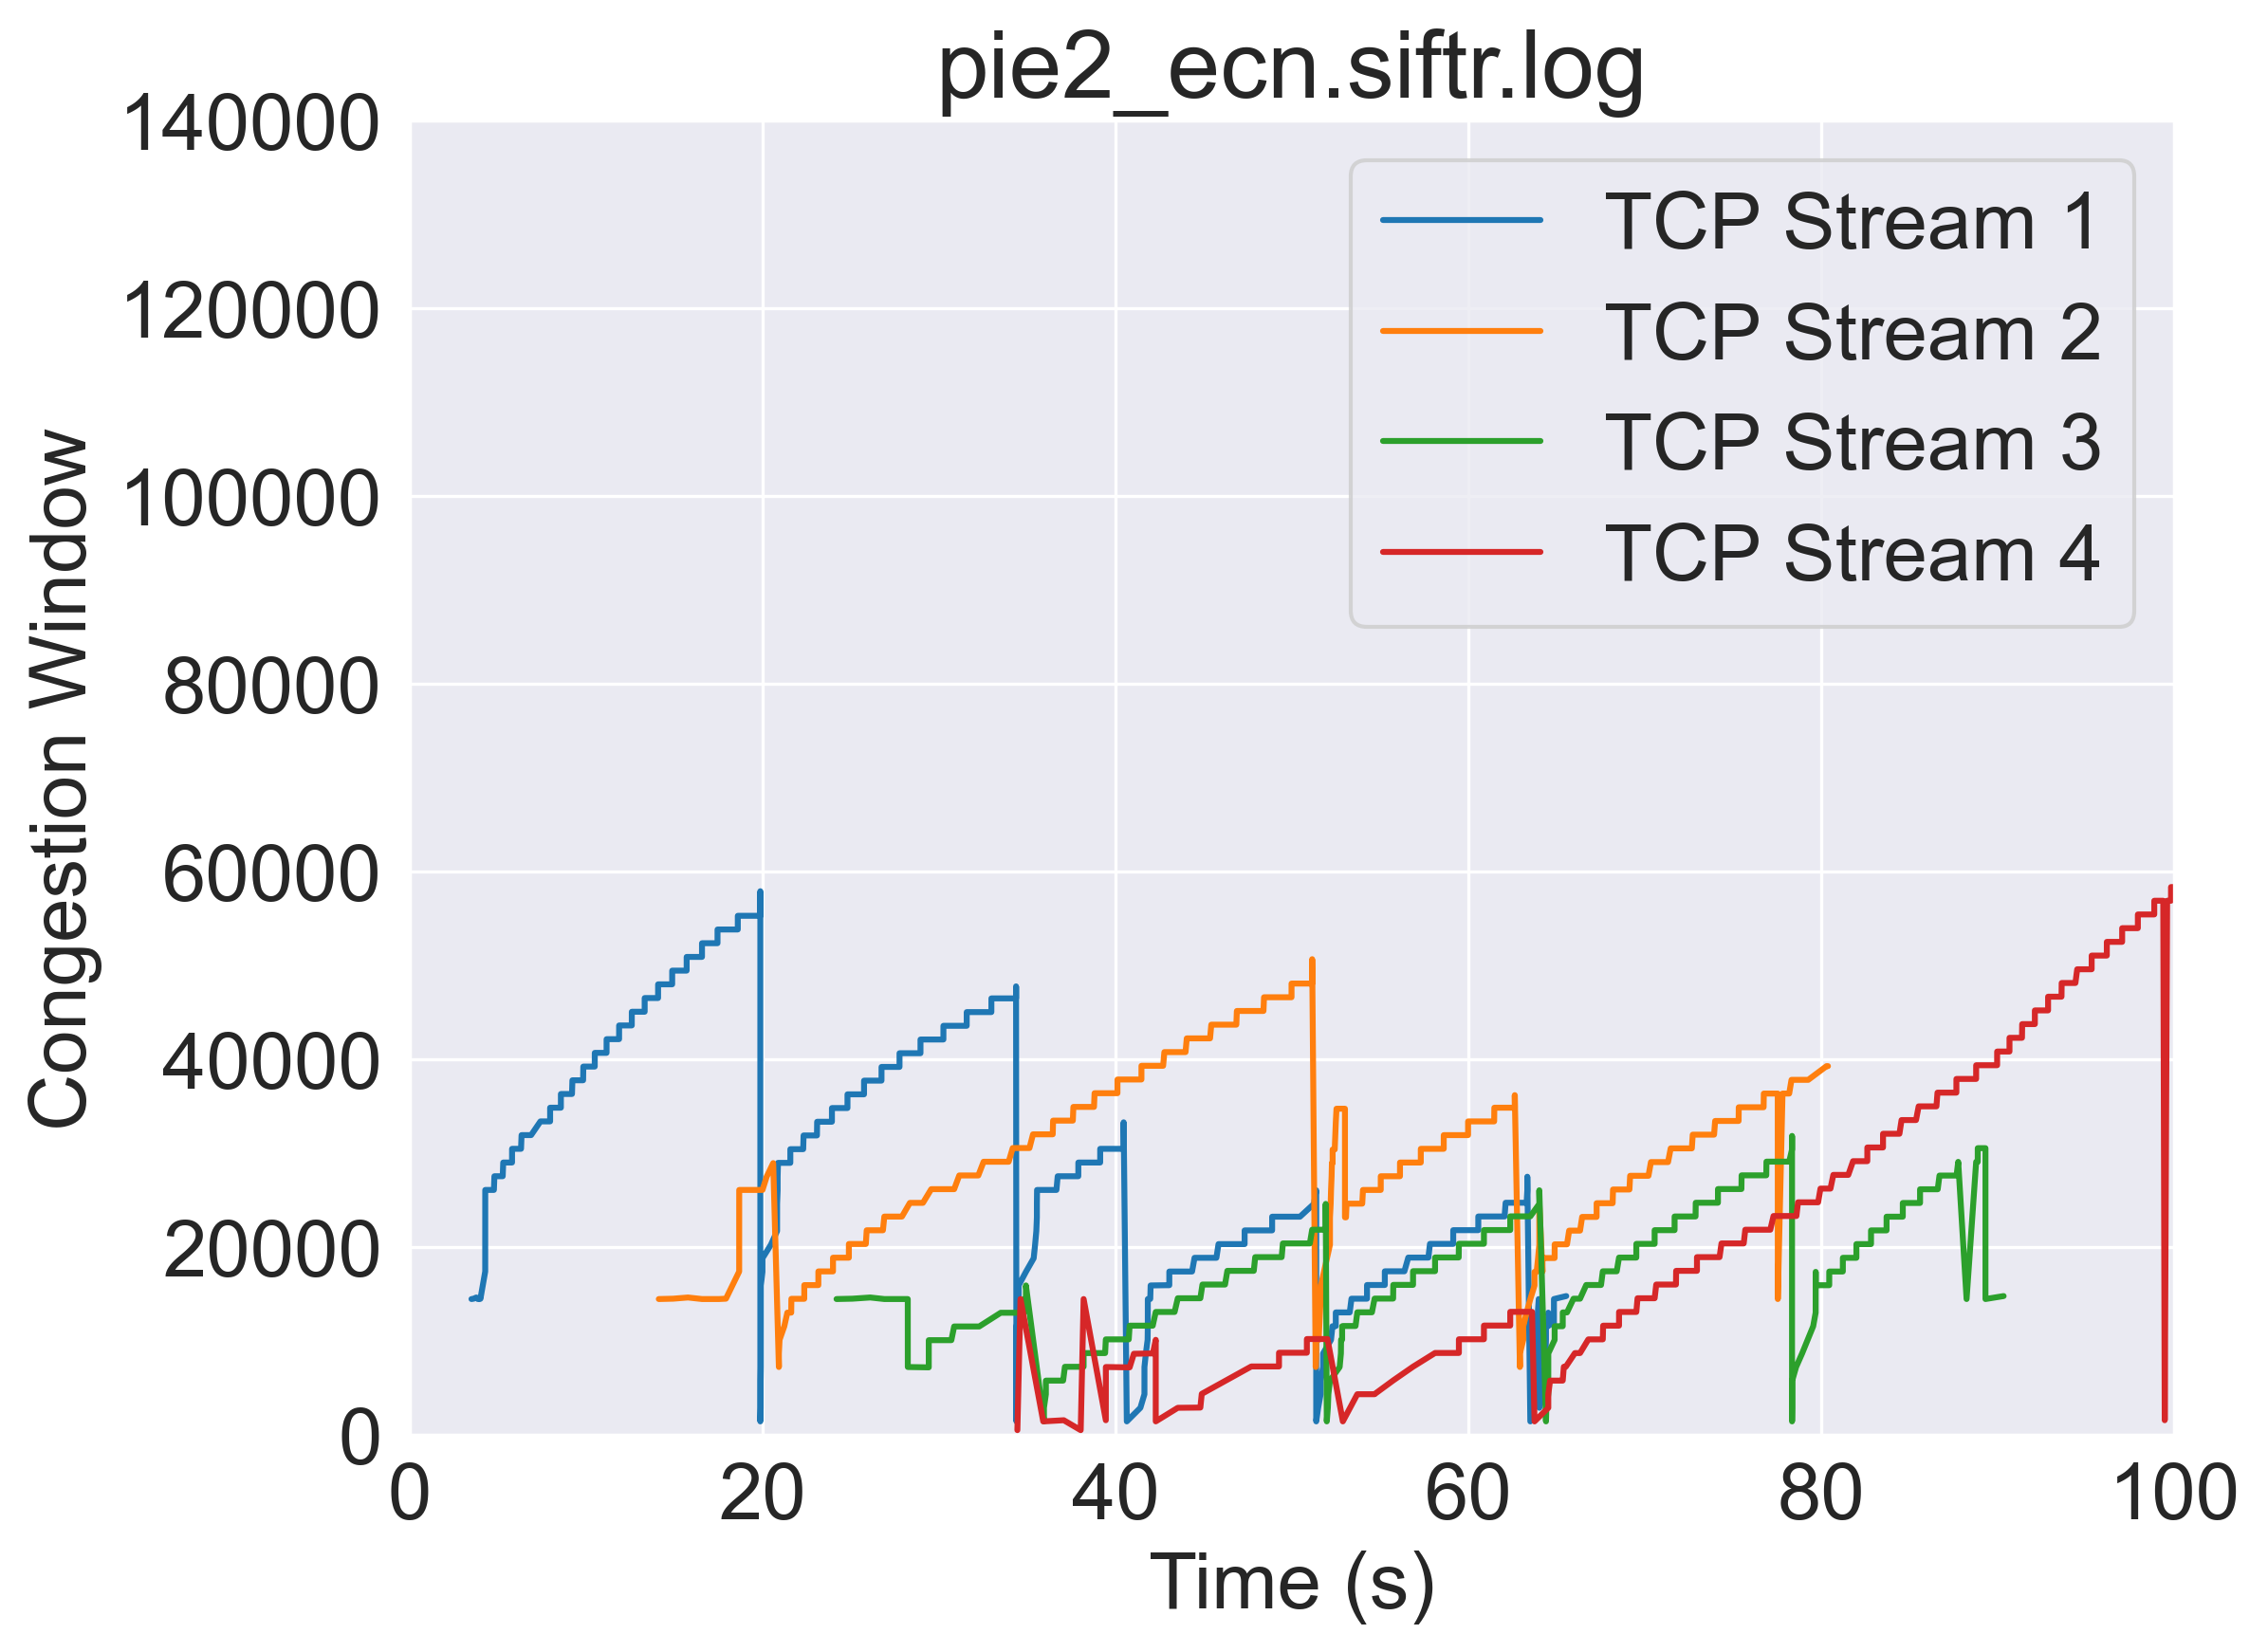 pie2_ecn.siftr.log
140000
120000
100000
80000
60000
40000
20000
0
Congestion Window
TCP Stream 1
TCP Stream 2
TCP Stream 3
TCP Stream 4
0 20 40 60 80 100
Time (s)